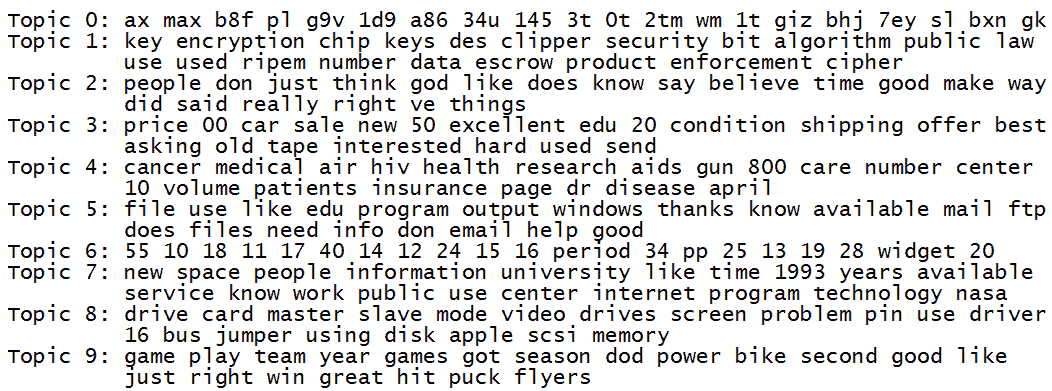 Topic 0: ax max b8f pl g9v 1d9 a86 34u 145 3t 0t 2tm wm 1t giz bhj 7ey sl bxn gk
Topic 1: key encryption chip keys des clipper security bit algorithm public law
use used ripem number data escrow product enforcement cipher
Topic 2: people don just think god like does know say believe time good make way
did said really right ve things
Topic 3: price 00 car sale new 50 excellent edu 20 condition shipping offer best
asking old tape interested hard used send
Topic 4: cancer medical air hiv health research aids gun 800 care number center
10 volume patients insurance page dr disease april
Topic 5: file use like edu program output windows thanks know available mail ftp
does files need info don email help good
Topic 6: 55 10 18 11 17 40 14 12 24 15 16 period 34 pp 25 13 19 28 widget 20
Topic 7: new space people information university like time 1993 years available
service know work public use center internet program technology nasa
Topic 8: drive card master slave mode video drives screen problem pin use driver
16 bus jumper using disk apple scsi memory
Topic 9: game play team year games got season dod power bike second good like
just right win great hit puck flyers